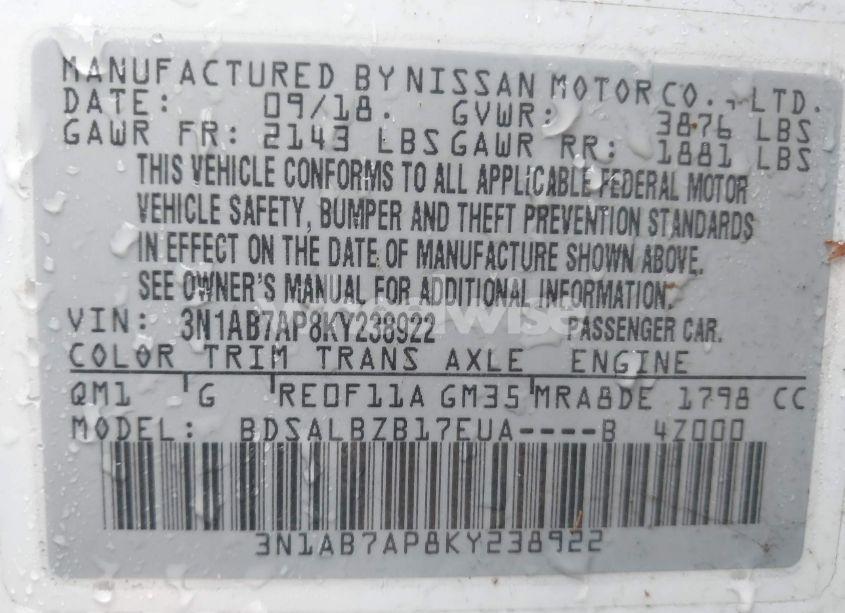 MANUFACTURED BY NISSAN MOTOR CO., LTD.
DATE: 09/18. GVWR: 3876 LBS
GAWR FR: 2143 LBS GAWR RR: 1881 LBS
THIS VEHICLE CONFORMS TO ALL APPLICABLE FEDERAL MOTOR
VEHICLE SAFETY, BUMPER AND THEFT PREVENTION STANDARDS
IN EFFECT ON THE DATE OF MANUFACTURE SHOWN ABOVE.
SEE OWNER'S MANUAL FOR ADDITIONAL INFORMATION.
VIN: 3N1AB7AP8KY238922 PASSENGER CAR.
COLOR TRIM TRANS AXLE ENGINE
QM1 G RE0F11A GM35 MRA8DE 1798 CC
MODEL: BDSALBZB17EUA----B 4Z000
3N1AB7AP8KY238922